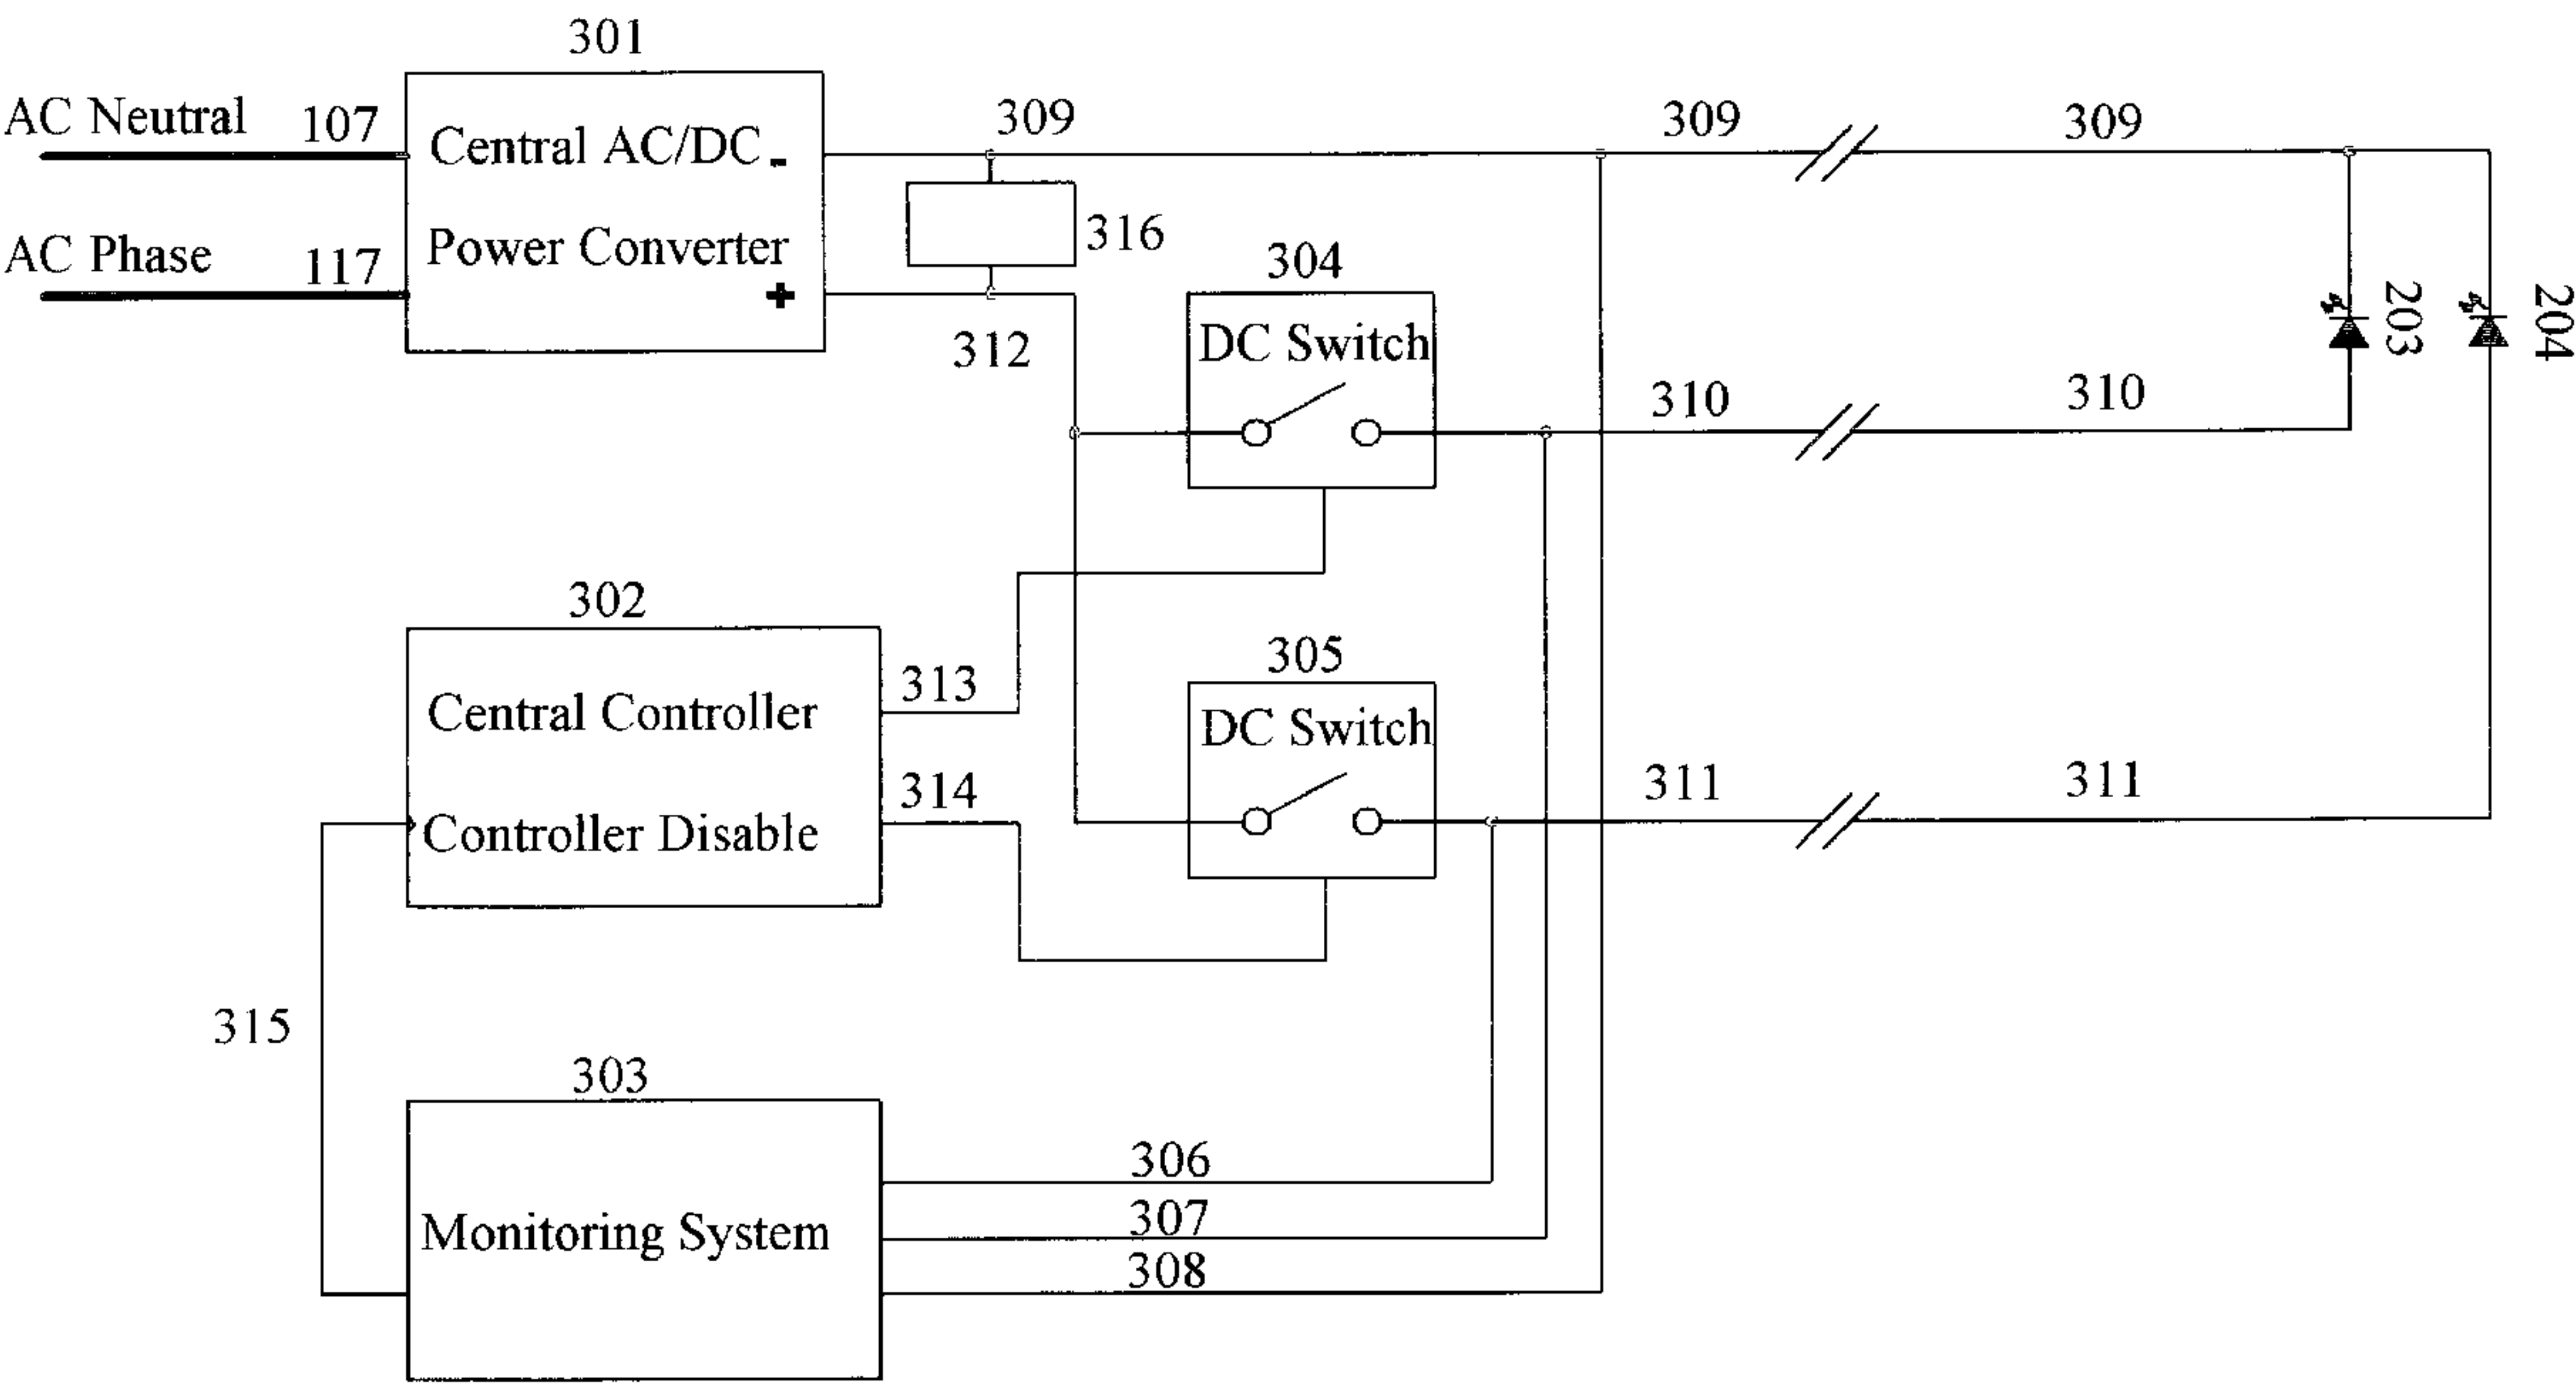 301
AC Neutral 107
Central AC/DC -
309
309
309
AC Phase 117
Power Converter +
316
312
304
DC Switch
203
204
310
310
302
Central Controller
Controller Disable
313
314
305
DC Switch
311
311
315
303
Monitoring System
306
307
308